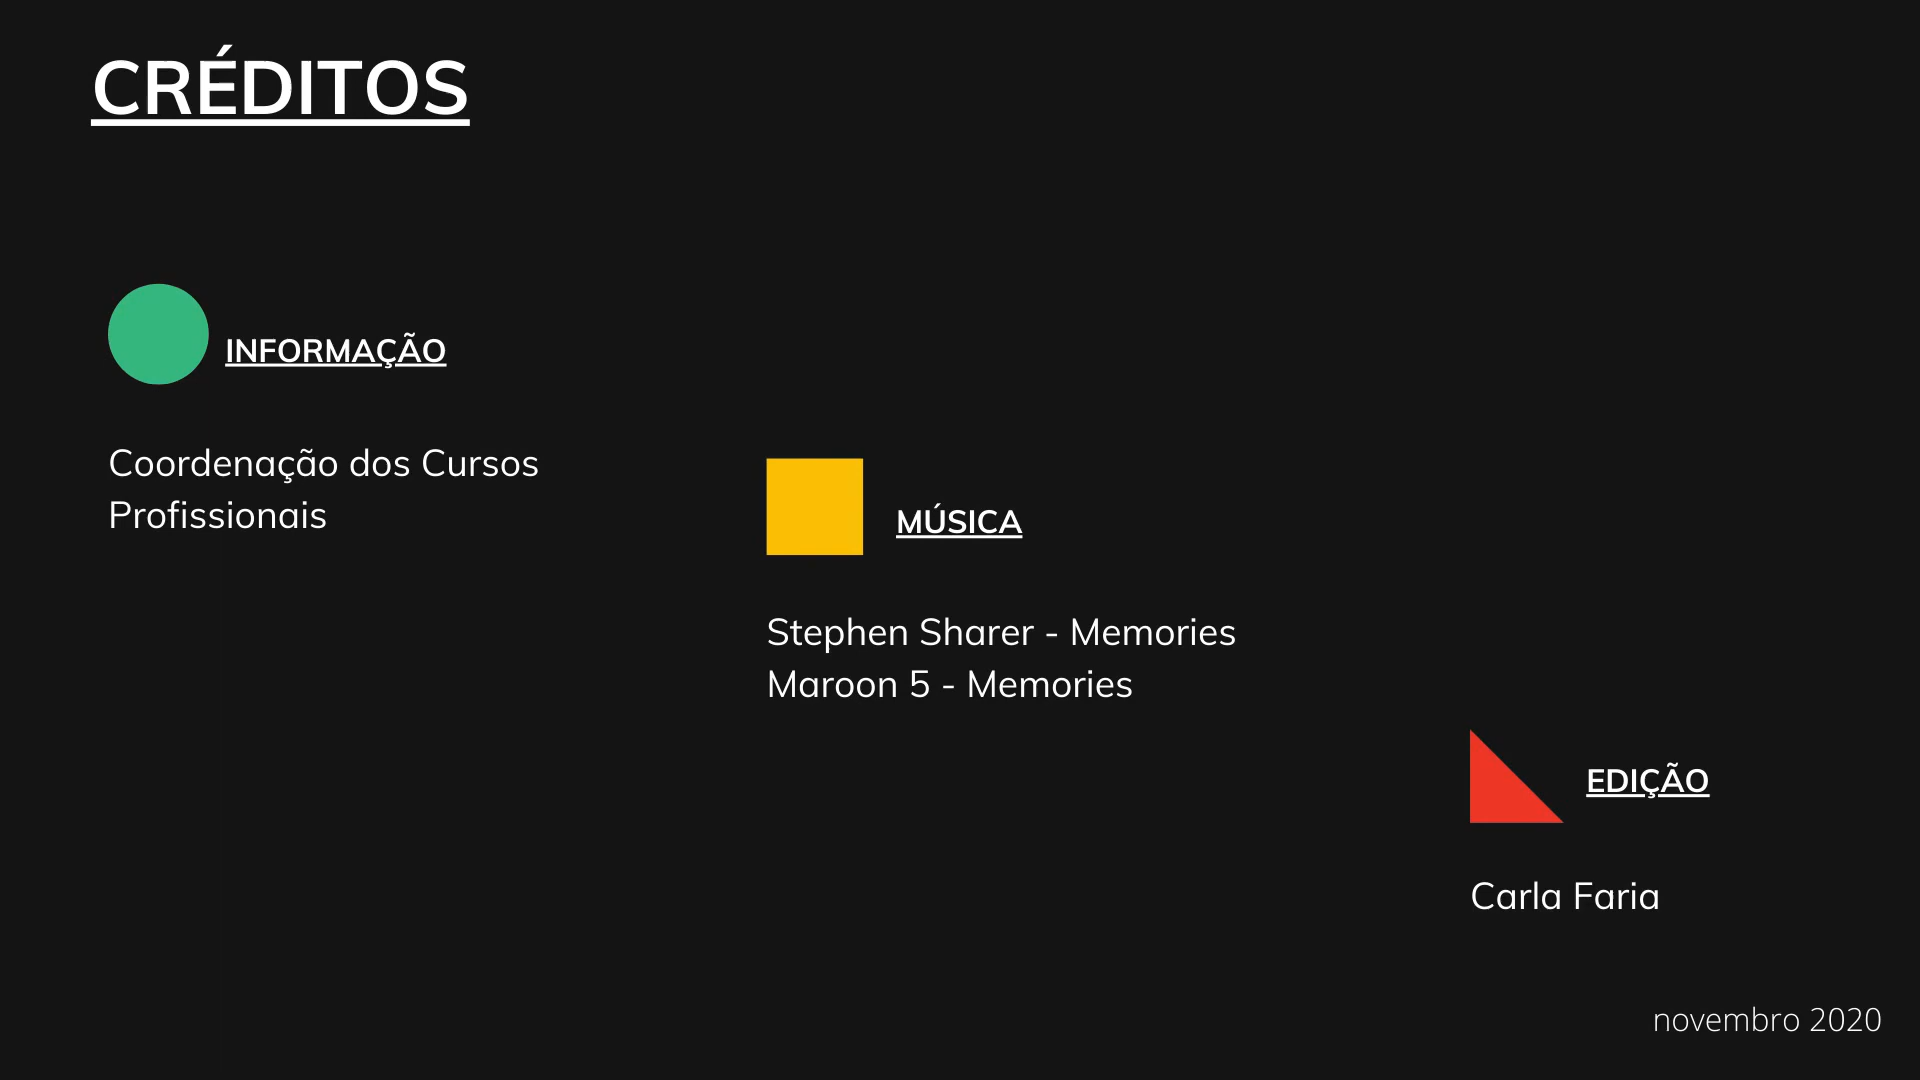 CRÉDITOS
INFORMAÇÃO
Coordenação dos Cursos
Profissionais
MÚSICA
Stephen Sharer - Memories
Maroon 5 - Memories
EDIÇÃO
Carla Faria
novembro 2020